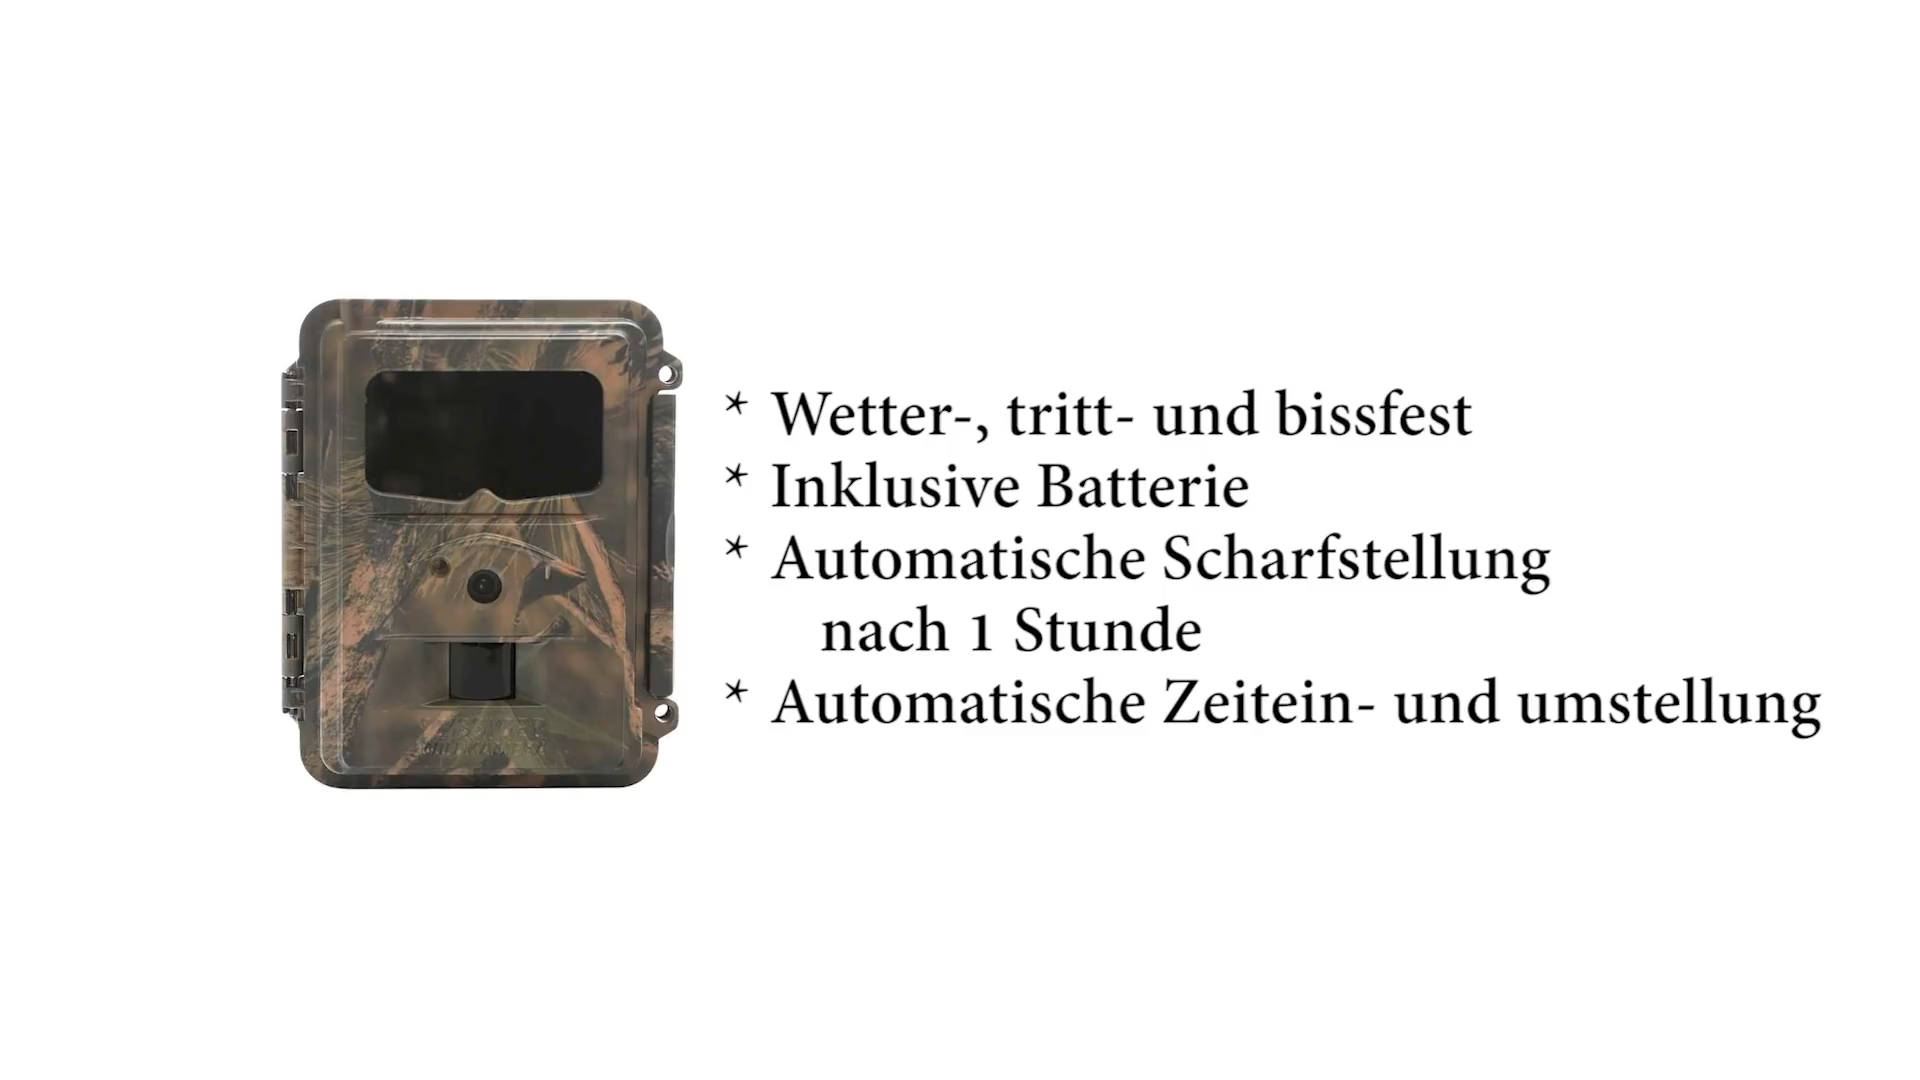 * Wetter-, tritt- und bissfest
* Inklusive Batterie
* Automatische Scharfstellung
nach 1 Stunde
* Automatische Zeitein- und umstellung